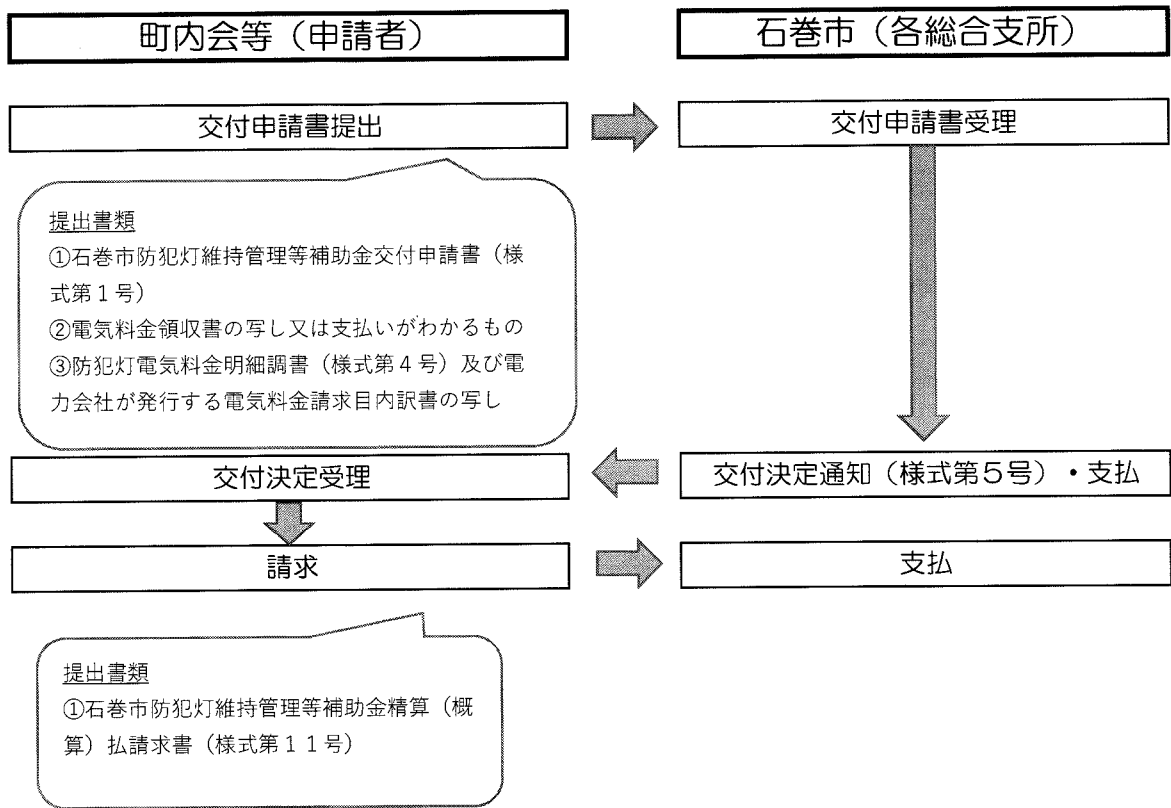 町内会等（申請者）
石巻市（各総合支所）
交付申請書提出
交付申請書受理
提出書類
①石巻市防犯灯維持管理等補助金交付申請書（様
式第１号）
②電気料金領収書の写し又は支払いがわかるもの
③防犯灯電気料金明細調書（様式第４号）及び電
力会社が発行する電気料金請求目内訳書の写し
交付決定受理
交付決定通知（様式第５号）・支払
請求
支払
提出書類
①石巻市防犯灯維持管理等補助金精算（概
算）払請求書（様式第１１号）